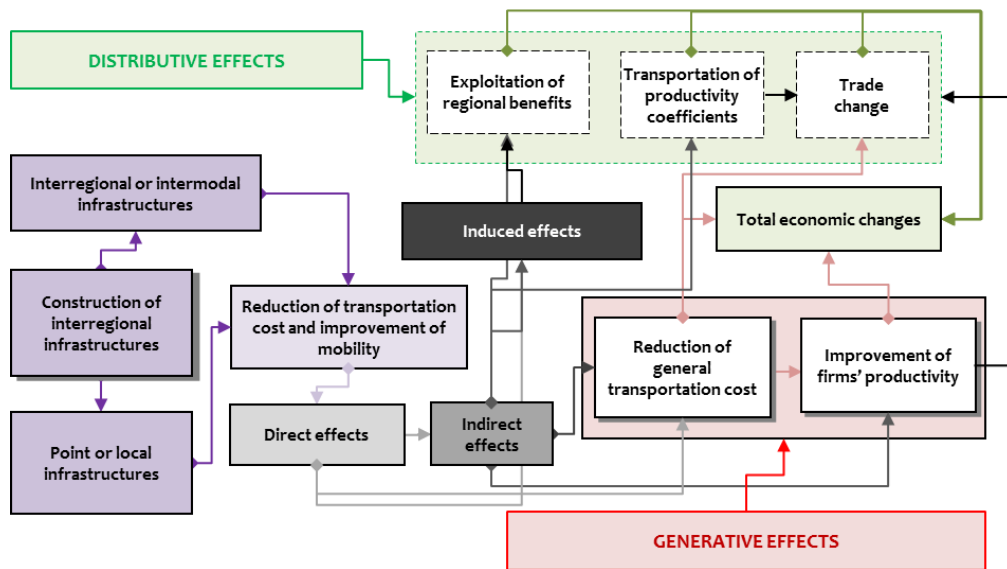 DISTRIBUTIVE EFFECTS
Exploitation of
regional benefits
Transportation of
productivity
coefficients
Trade
change
Interregional or intermodal
infrastructures
Induced effects
Total economic changes
Construction of
interregional
infrastructures
Reduction of transportation
cost and improvement of
mobility
Reduction of
general
transportation cost
Improvement of
firms’ productivity
Point or local
infrastructures
Direct effects
Indirect
effects
GENERATIVE EFFECTS